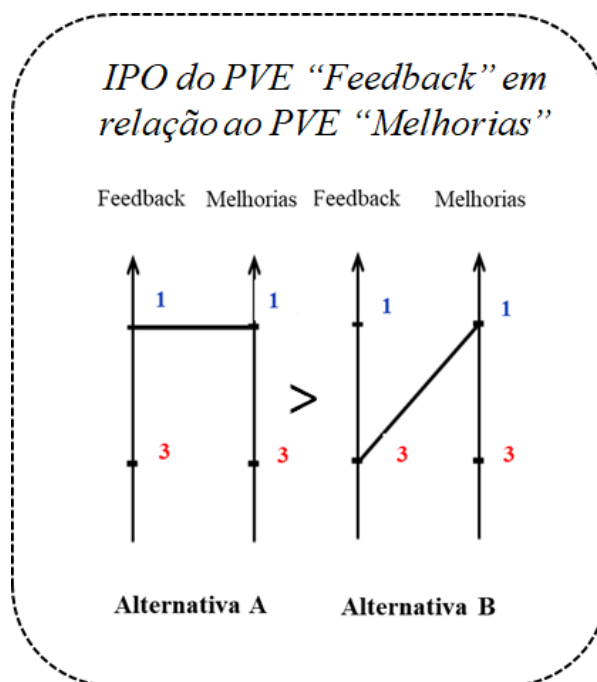 IPO do PVE “Feedback” em
relação ao PVE “Melhorias”
Feedback Melhorias Feedback Melhorias
1 1 1 1
>
3 3 3 3
Alternativa A Alternativa B